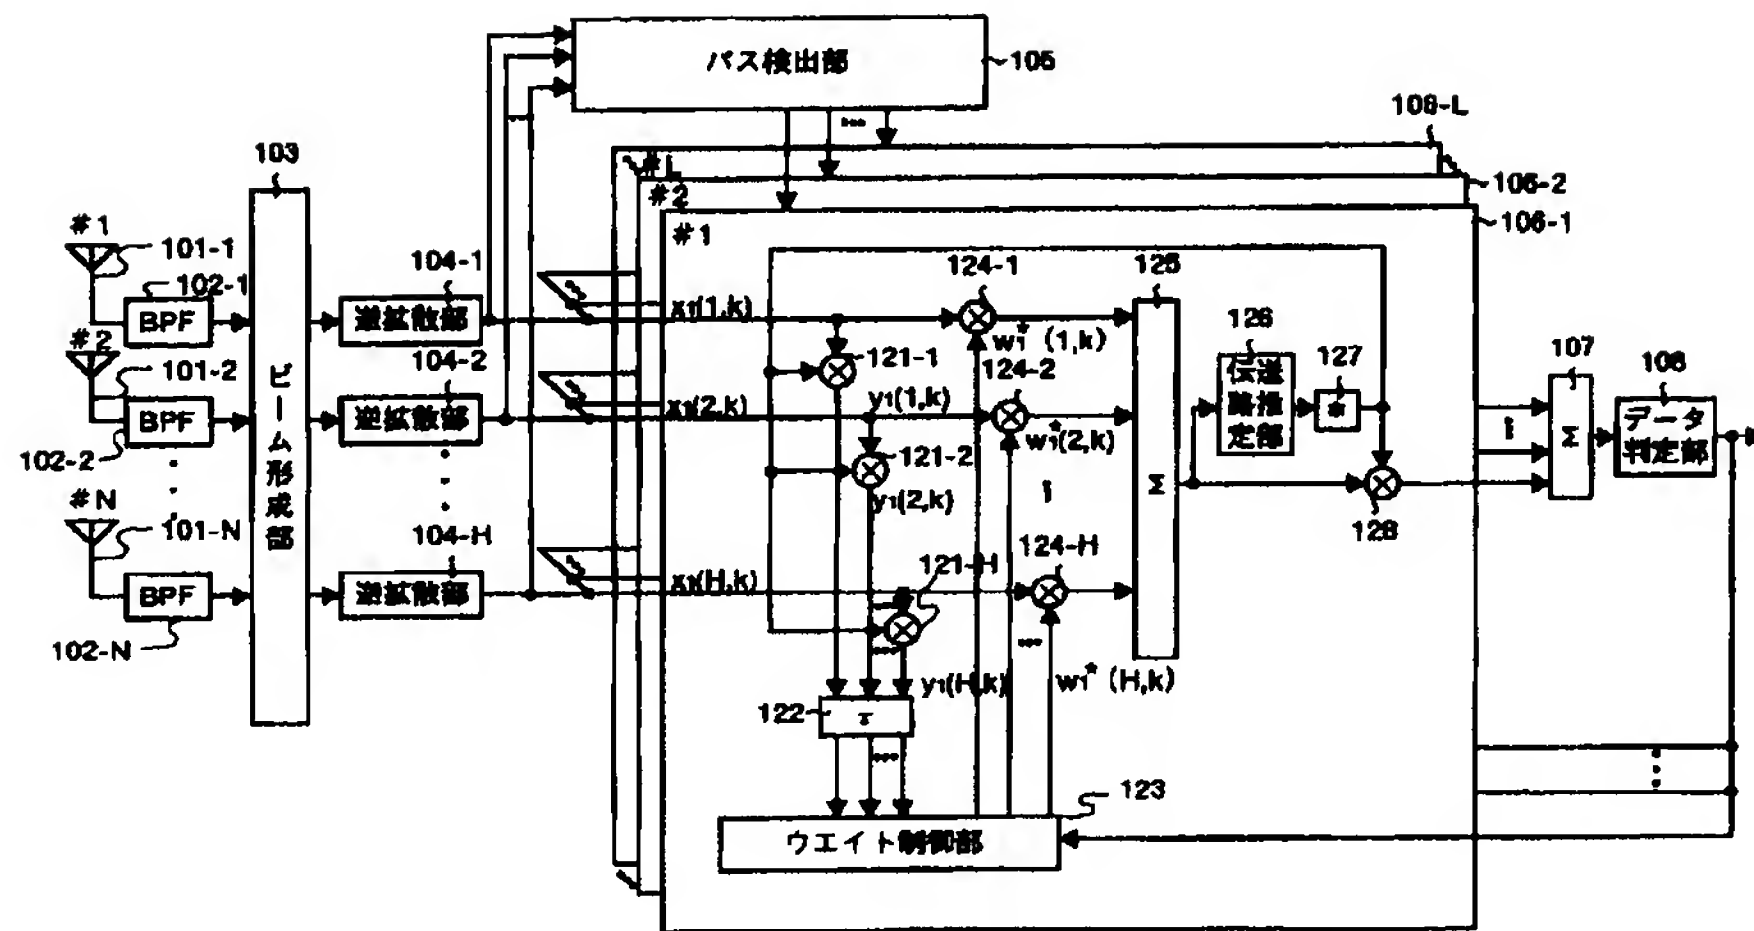 パス検出部
105
106-L
#L
106-2
#2
106-1
#1
103
#1
101-1
102-1
BPF
104-1
逆拡散部
x1(1,k)
124-1
w1*(1,k)
125
121-1
#2
101-2
BPF
102-2
ビーム形成部
104-2
逆拡散部
x1(2,k)
y1(1,k)
124-2
w1*(2,k)
121-2
y1(2,k)
Σ
126
伝送
路推
定部
127
*
128
107
Σ
108
データ
判定部
#N
101-N
BPF
102-N
104-H
逆拡散部
x1(H,k)
121-H
124-H
y1(H,k)
w1*(H,k)
122
τ
123
ウエイト制御部